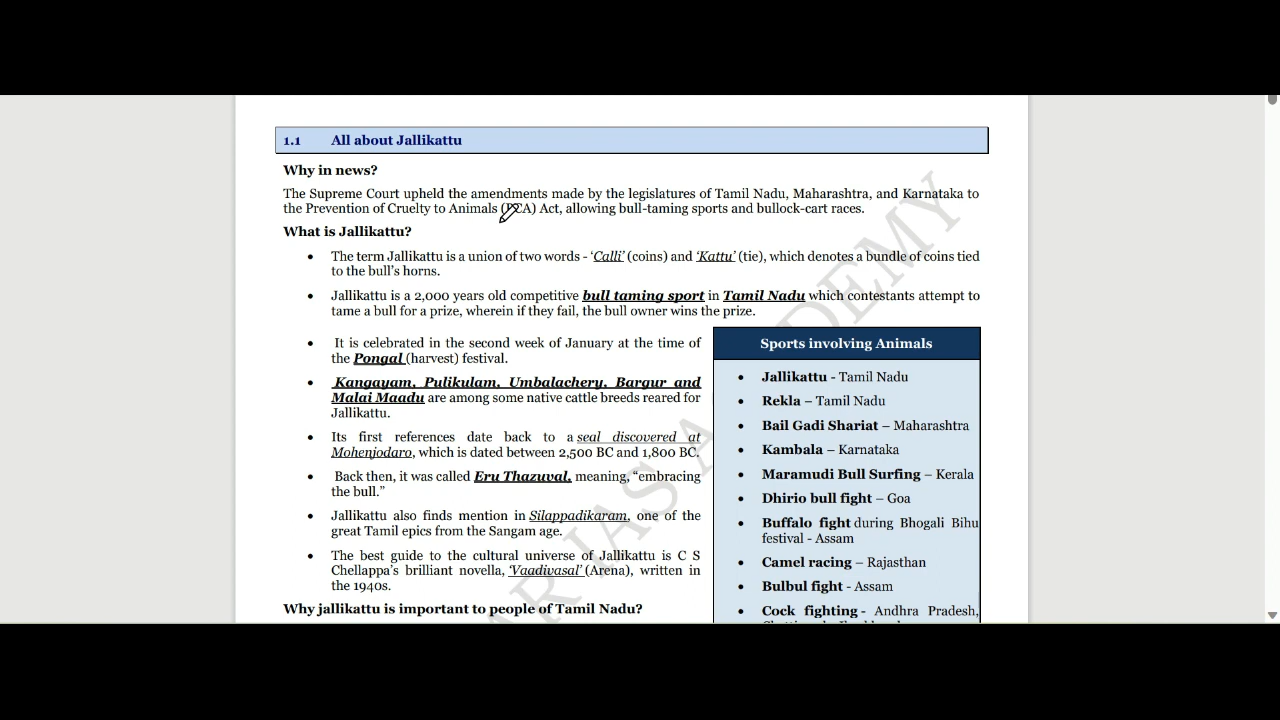 1.1 All about Jallikattu
Why in news?
The Supreme Court upheld the amendments made by the legislatures of Tamil Nadu, Maharashtra, and Karnataka to
the Prevention of Cruelty to Animals (PCA) Act, allowing bull-taming sports and bullock-cart races.
What is Jallikattu?
• The term Jallikattu is a union of two words - ‘Calli’ (coins) and ‘Kattu’ (tie), which denotes a bundle of coins tied
to the bull’s horns.
• Jallikattu is a 2,000 years old competitive bull taming sport in Tamil Nadu which contestants attempt to
tame a bull for a prize, wherein if they fail, the bull owner wins the prize.
• It is celebrated in the second week of January at the time of
the Pongal (harvest) festival.
• Kangayam, Pulikulam, Umbalachery, Bargur and
Malai Maadu are among some native cattle breeds reared for
Jallikattu.
• Its first references date back to a seal discovered at
Mohenjodaro, which is dated between 2,500 BC and 1,800 BC.
• Back then, it was called Eru Thazuval, meaning, “embracing
the bull.”
• Jallikattu also finds mention in Silappadikaram, one of the
great Tamil epics from the Sangam age.
• The best guide to the cultural universe of Jallikattu is C S
Chellappa’s brilliant novella, ‘Vaadivasal’ (Arena), written in
the 1940s.
Why jallikattu is important to people of Tamil Nadu?
Sports involving Animals
• Jallikattu - Tamil Nadu
• Rekla – Tamil Nadu
• Bail Gadi Shariat – Maharashtra
• Kambala – Karnataka
• Maramudi Bull Surfing – Kerala
• Dhirio bull fight – Goa
• Buffalo fight during Bhogali Bihu
festival - Assam
• Camel racing – Rajasthan
• Bulbul fight - Assam
• Cock fighting - Andhra Pradesh,